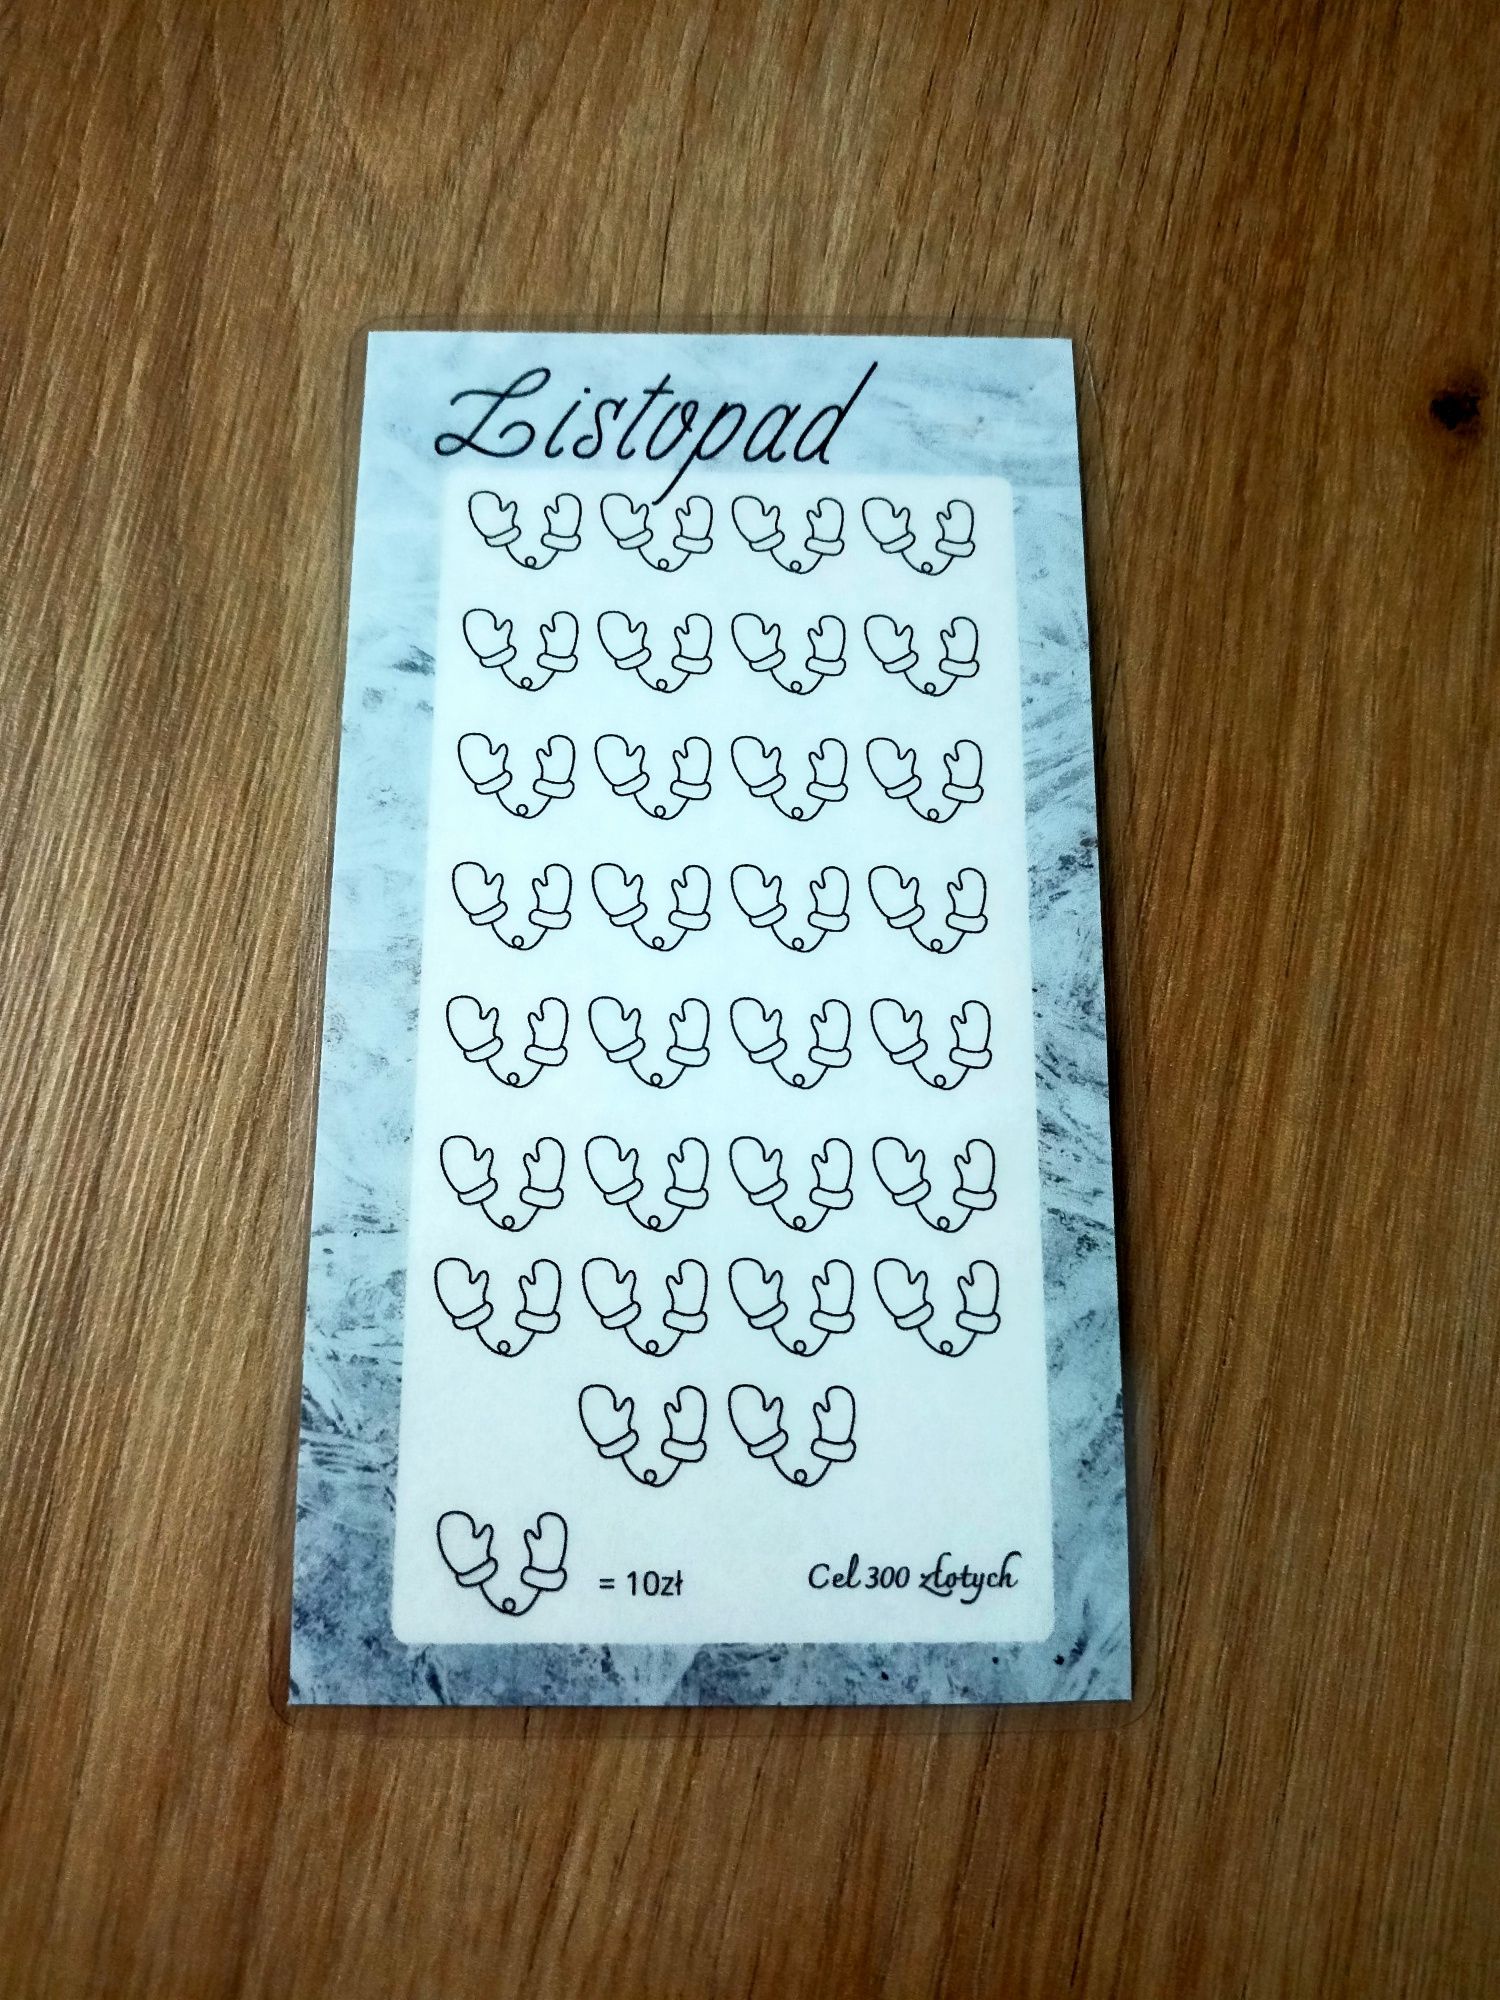 Listopad
= 10zł
Cel 300 złotych